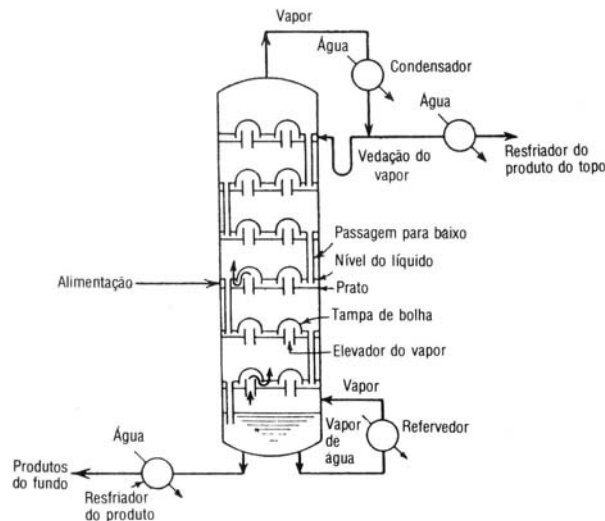 Vapor
Água
Condensador
Água
Vedação do
vapor
Resfriador do
produto do topo
Passagem para baixo
Nível do líquido
Alimentação
Prato
Tampa de bolha
Elevador do vapor
Vapor
Água
Vapor
de
água
Refervedor
Produtos
do fundo
Resfriador
do produto